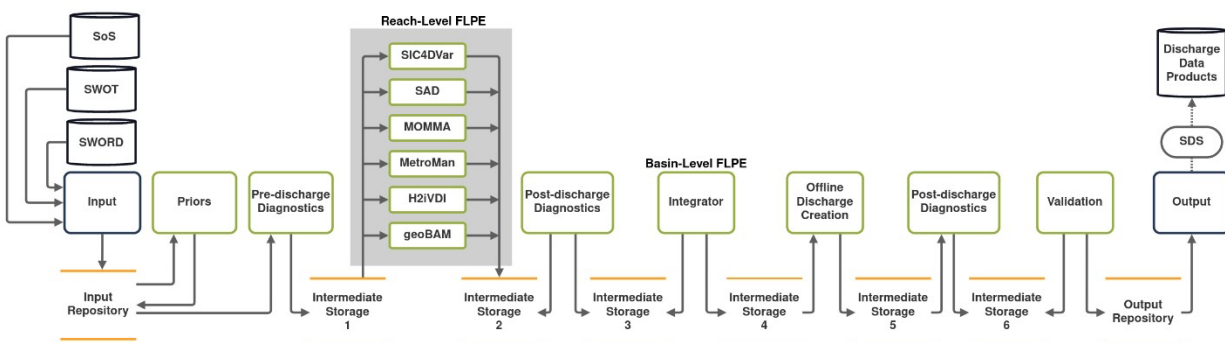 Reach-Level FLPE
SoS
SWOT
SWORD
SIC4DVar
SAD
MOMMA
MetroMan
H2iVDI
geoBAM
Discharge
Data
Products
SDS
Basin-Level FLPE
Input
Priors
Pre-discharge
Diagnostics
Post-discharge
Diagnostics
Integrator
Offline
Discharge
Creation
Post-discharge
Diagnostics
Validation
Output
Input
Repository
Intermediate
Storage
1
Intermediate
Storage
2
Intermediate
Storage
3
Intermediate
Storage
4
Intermediate
Storage
5
Intermediate
Storage
6
Output
Repository